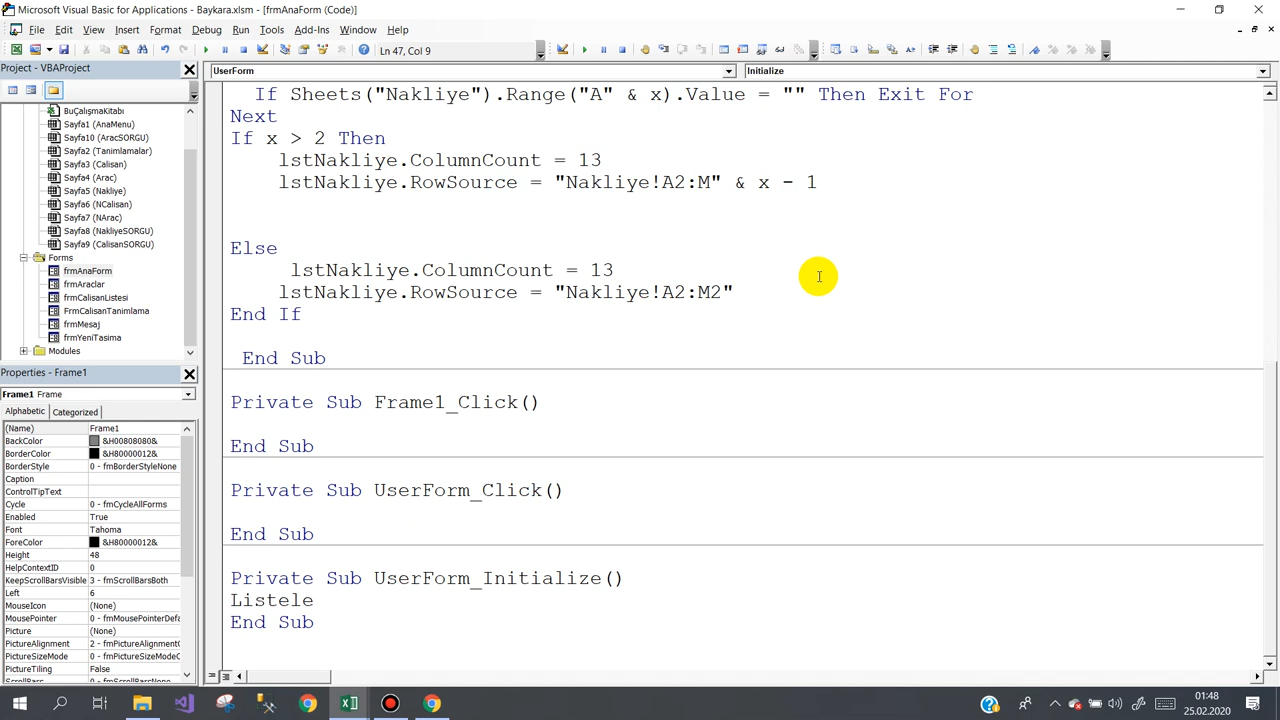 Microsoft Visual Basic for Applications - Baykara.xlsm - [frmAnaForm (Code)]
File Edit View Insert Format Debug Run Tools Add-Ins Window Help
Ln 47, Col 9
Project - VBAProject
UserForm
Initialize
BuÇalışmaKitabı
Sayfa1 (AnaMenu)
Sayfa10 (AracSORGU)
Sayfa2 (Tanimlamalar)
Sayfa3 (Calisan)
Sayfa4 (Arac)
Sayfa5 (Nakliye)
Sayfa6 (NCalisan)
Sayfa7 (NArac)
Sayfa8 (NakliyeSORGU)
Sayfa9 (CalisanSORGU)
Forms
frmAnaForm
frmAraclar
frmCalisanListesi
FrmCalisanTanimlama
frmMesaj
frmYeniTasima
Modules
Properties - Frame1
Frame1 Frame
Alphabetic Categorized
(Name) Frame1
BackColor &H00808080&
BorderColor &H80000012&
BorderStyle 0 - fmBorderStyleNone
Caption
ControlTipText
Cycle 0 - fmCycleAllForms
Enabled True
Font Tahoma
ForeColor &H80000012&
Height 48
HelpContextID 0
KeepScrollBarsVisible 3 - fmScrollBarsBoth
Left 6
MouseIcon (None)
MousePointer 0 - fmMousePointerDefa
Picture (None)
PictureAlignment 2 - fmPictureAlignmentC
PictureSizeMode 0 - fmPictureSizeModeC
PictureTiling False
If Sheets("Nakliye").Range("A" & x).Value = "" Then Exit For
Next
If x > 2 Then
lstNakliye.ColumnCount = 13
lstNakliye.RowSource = "Nakliye!A2:M" & x - 1
Else
lstNakliye.ColumnCount = 13
lstNakliye.RowSource = "Nakliye!A2:M2"
End If
End Sub
Private Sub Frame1_Click()
End Sub
Private Sub UserForm_Click()
End Sub
Private Sub UserForm_Initialize()
Listele
End Sub
01:48
25.02.2020